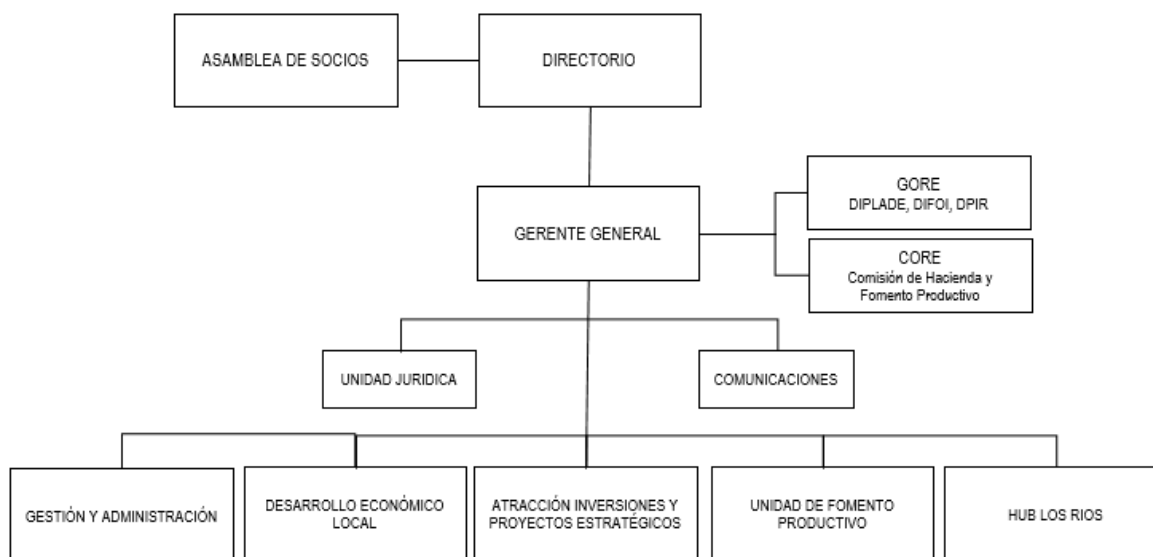 ASAMBLEA DE SOCIOS
DIRECTORIO
GERENTE GENERAL
GORE
DIPLADE, DIFOI, DPIR
CORE
Comisión de Hacienda y
Fomento Productivo
UNIDAD JURIDICA
COMUNICACIONES
GESTIÓN Y ADMINISTRACIÓN
DESARROLLO ECONÓMICO
LOCAL
ATRACCIÓN INVERSIONES Y
PROYECTOS ESTRATÉGICOS
UNIDAD DE FOMENTO
PRODUCTIVO
HUB LOS RIOS